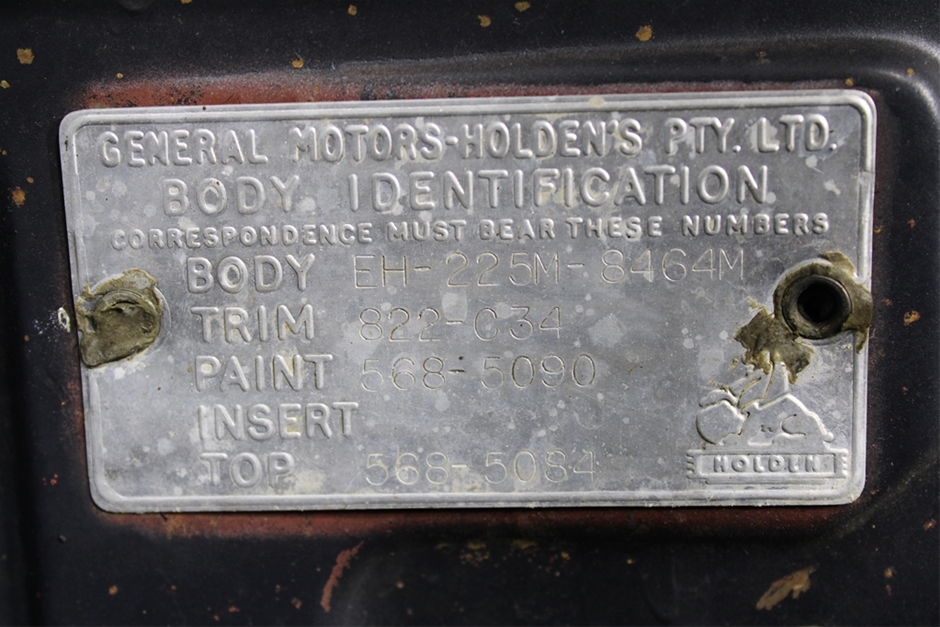 GENERAL MOTORS-HOLDEN'S PTY. LTD.
BODY IDENTIFICATION
CORRESPONDENCE MUST BEAR THESE NUMBERS
BODY EH-225M-8464M
TRIM 822-C34
PAINT 568-5090
INSERT
TOP 568-5084
HOLDEN